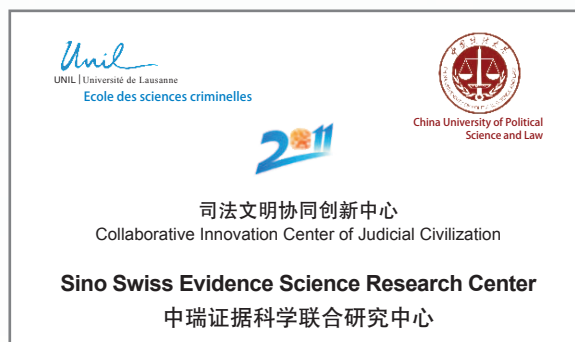 Unil
UNIL | Université de Lausanne
Ecole des sciences criminelles
China University of Political
Science and Law
2011
司法文明协同创新中心
Collaborative Innovation Center of Judicial Civilization
Sino Swiss Evidence Science Research Center
中瑞证据科学联合研究中心